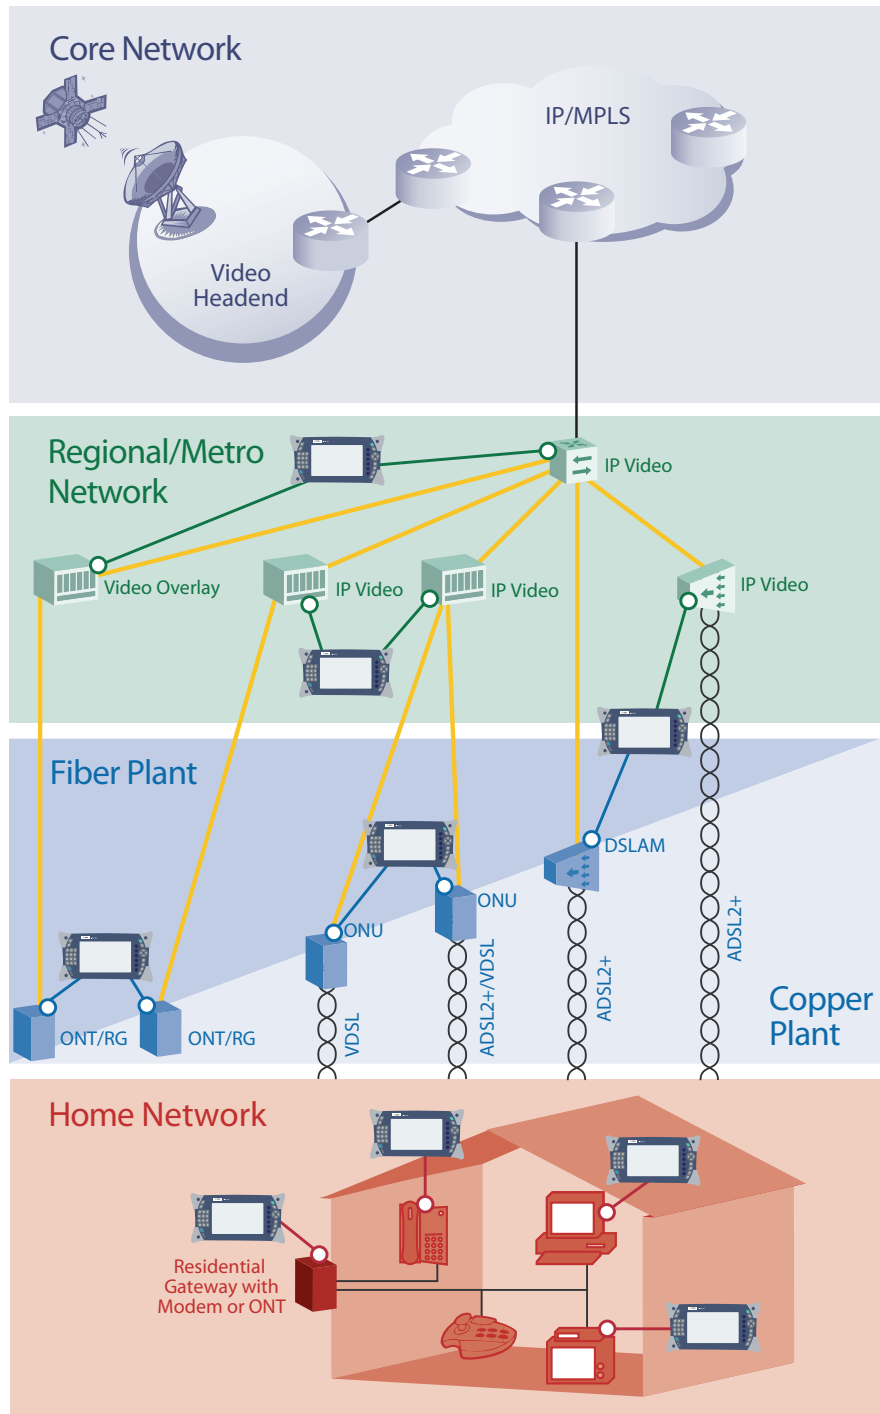 Core Network
IP/MPLS
Video
Headend
Regional/Metro
Network
IP Video
Video Overlay
IP Video
IP Video
IP Video
Fiber Plant
DSLAM
ONU
ONU
ADSL2+
ADSL2+
ADSL2+/VDSL
VDSL
Copper
Plant
ONT/RG
ONT/RG
Home Network
Residential
Gateway with
Modem or ONT